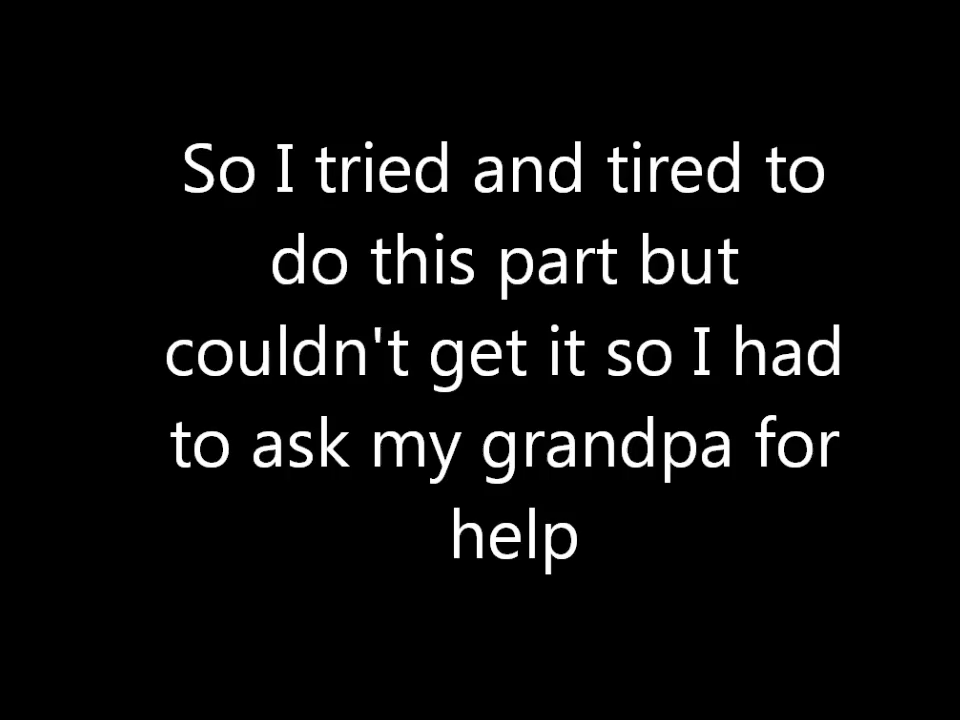 So I tried and tired to
do this part but
couldn't get it so I had
to ask my grandpa for
help